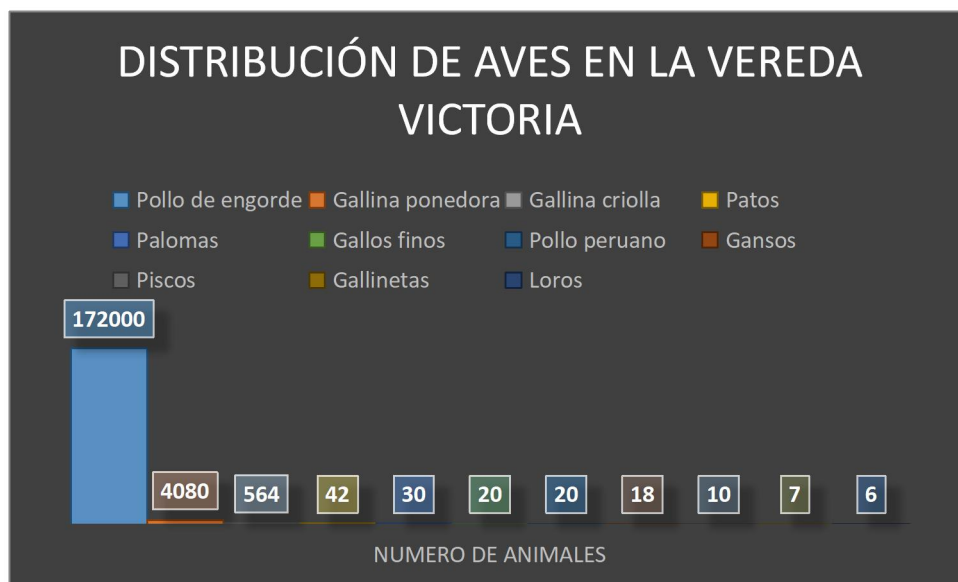 DISTRIBUCIÓN DE AVES EN LA VEREDA
VICTORIA
Pollo de engorde Gallina ponedora Gallina criolla Patos
Palomas Gallos finos Pollo peruano Gansos
Piscos Gallinetas Loros
172000
4080 564 42 30 20 20 18 10 7 6
NUMERO DE ANIMALES